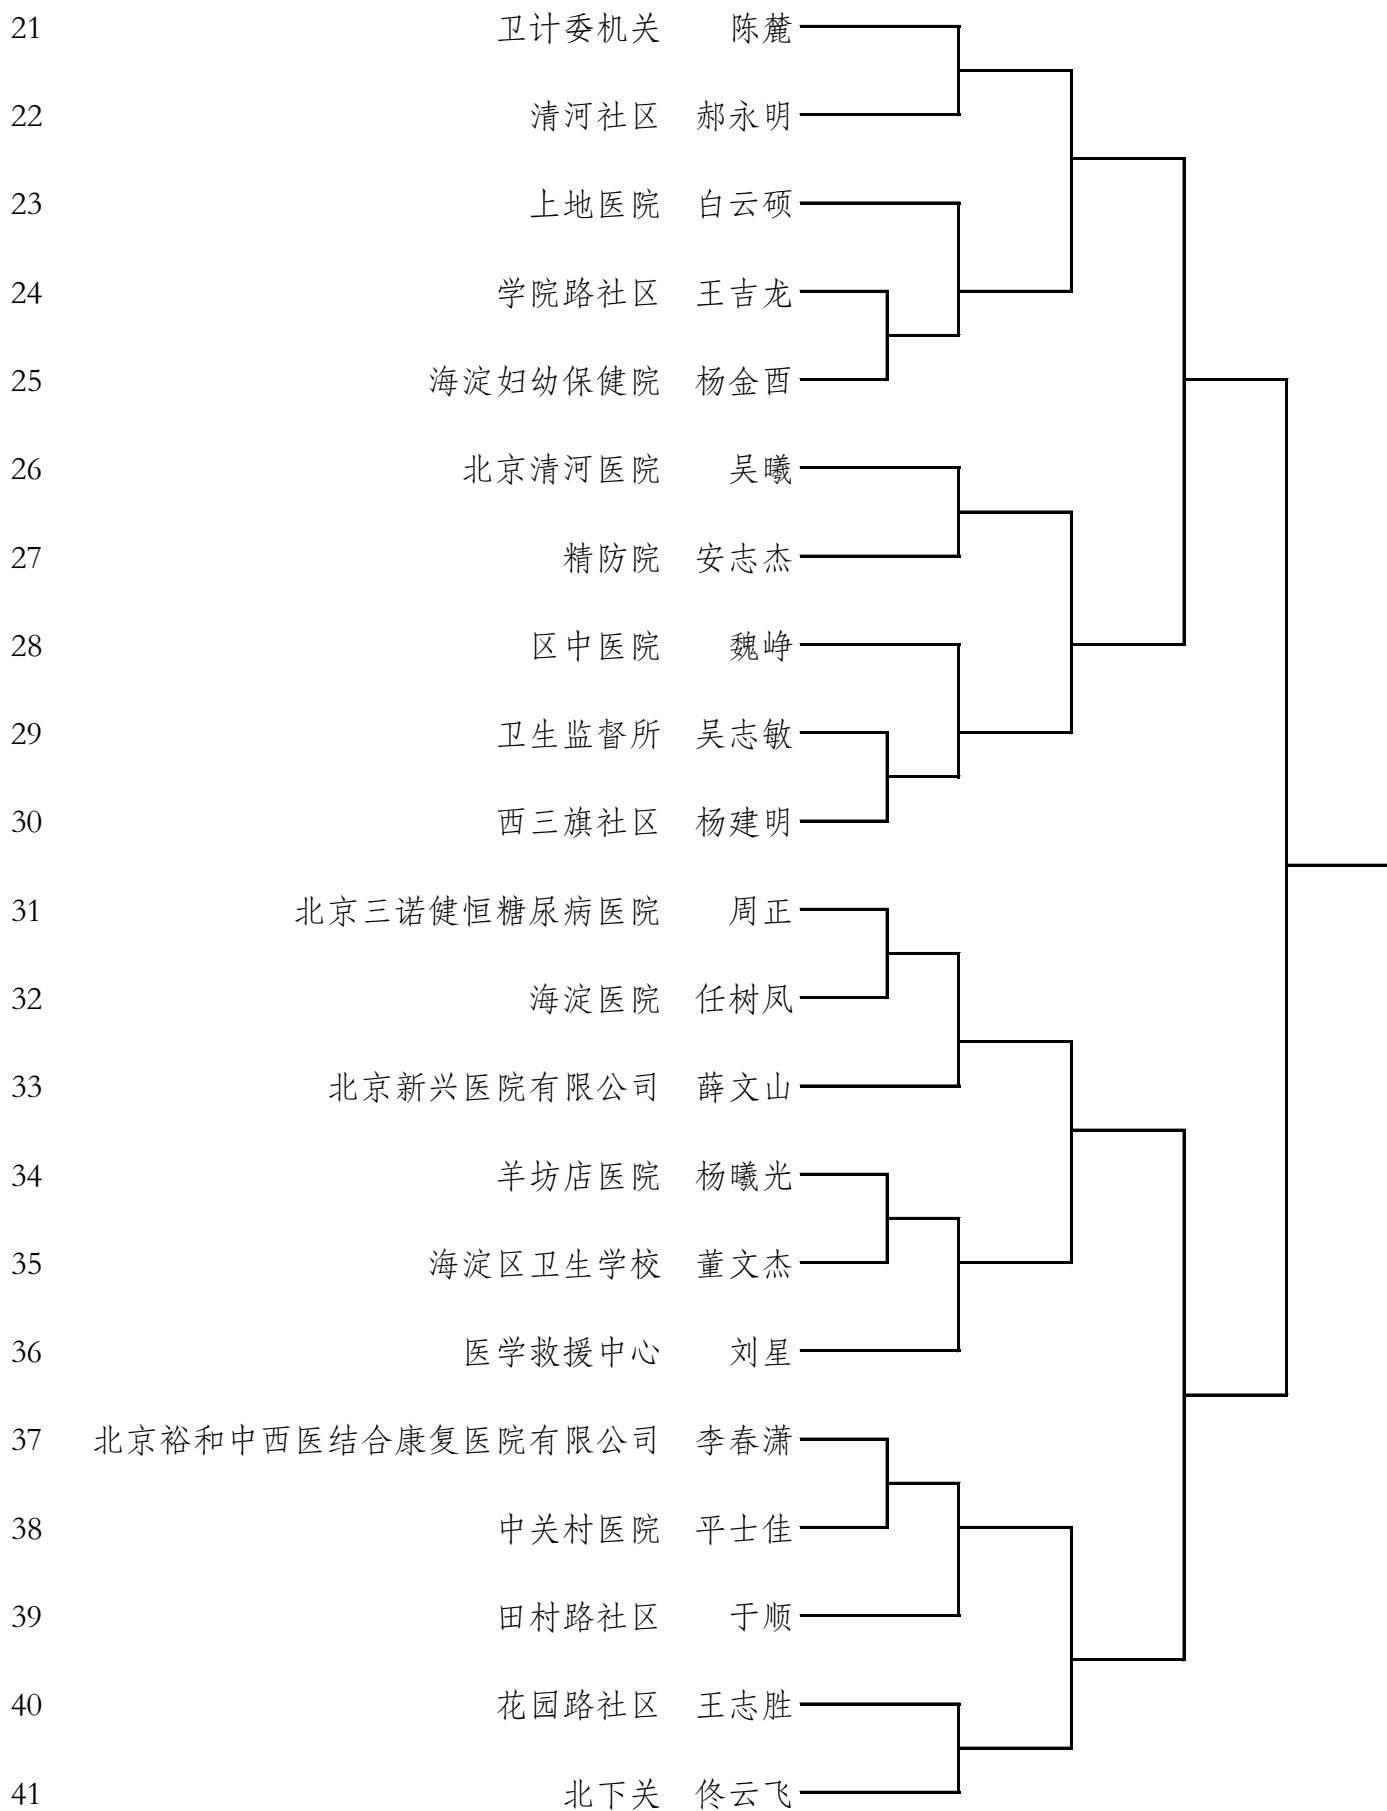 21 卫计委机关 陈麓
22 清河社区 郝永明
23 上地医院 白云硕
24 学院路社区 王吉龙
25 海淀妇幼保健院 杨金酉
26 北京清河医院 吴曦
27 精防院 安志杰
28 区中医院 魏峥
29 卫生监督所 吴志敏
30 西三旗社区 杨建明
31 北京三诺健恒糖尿病医院 周正
32 海淀医院 任树凤
33 北京新兴医院有限公司 薛文山
34 羊坊店医院 杨曦光
35 海淀区卫生学校 董文杰
36 医学救援中心 刘星
37 北京裕和中西医结合康复医院有限公司 李春潇
38 中关村医院 平士佳
39 田村路社区 于顺
40 花园路社区 王志胜
41 北下关 佟云飞